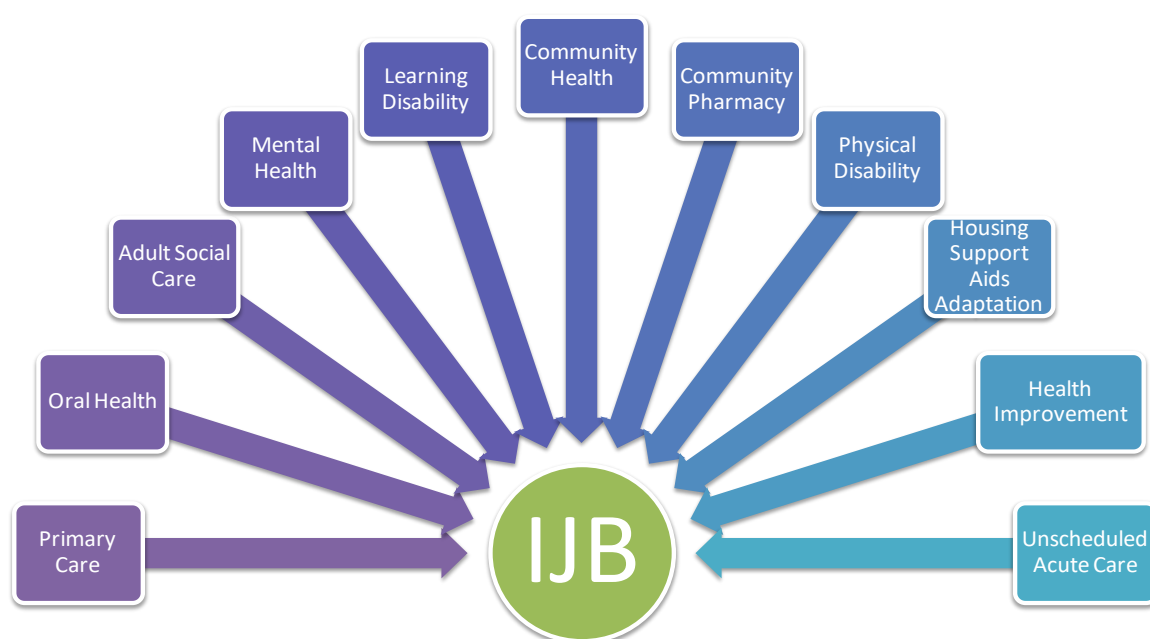 Community
Health
Learning
Disability
Community
Pharmacy
Mental
Health
Physical
Disability
Adult Social
Care
Housing
Support
Aids
Adaptation
Oral Health
Health
Improvement
Primary
Care
IJB
Unscheduled
Acute Care